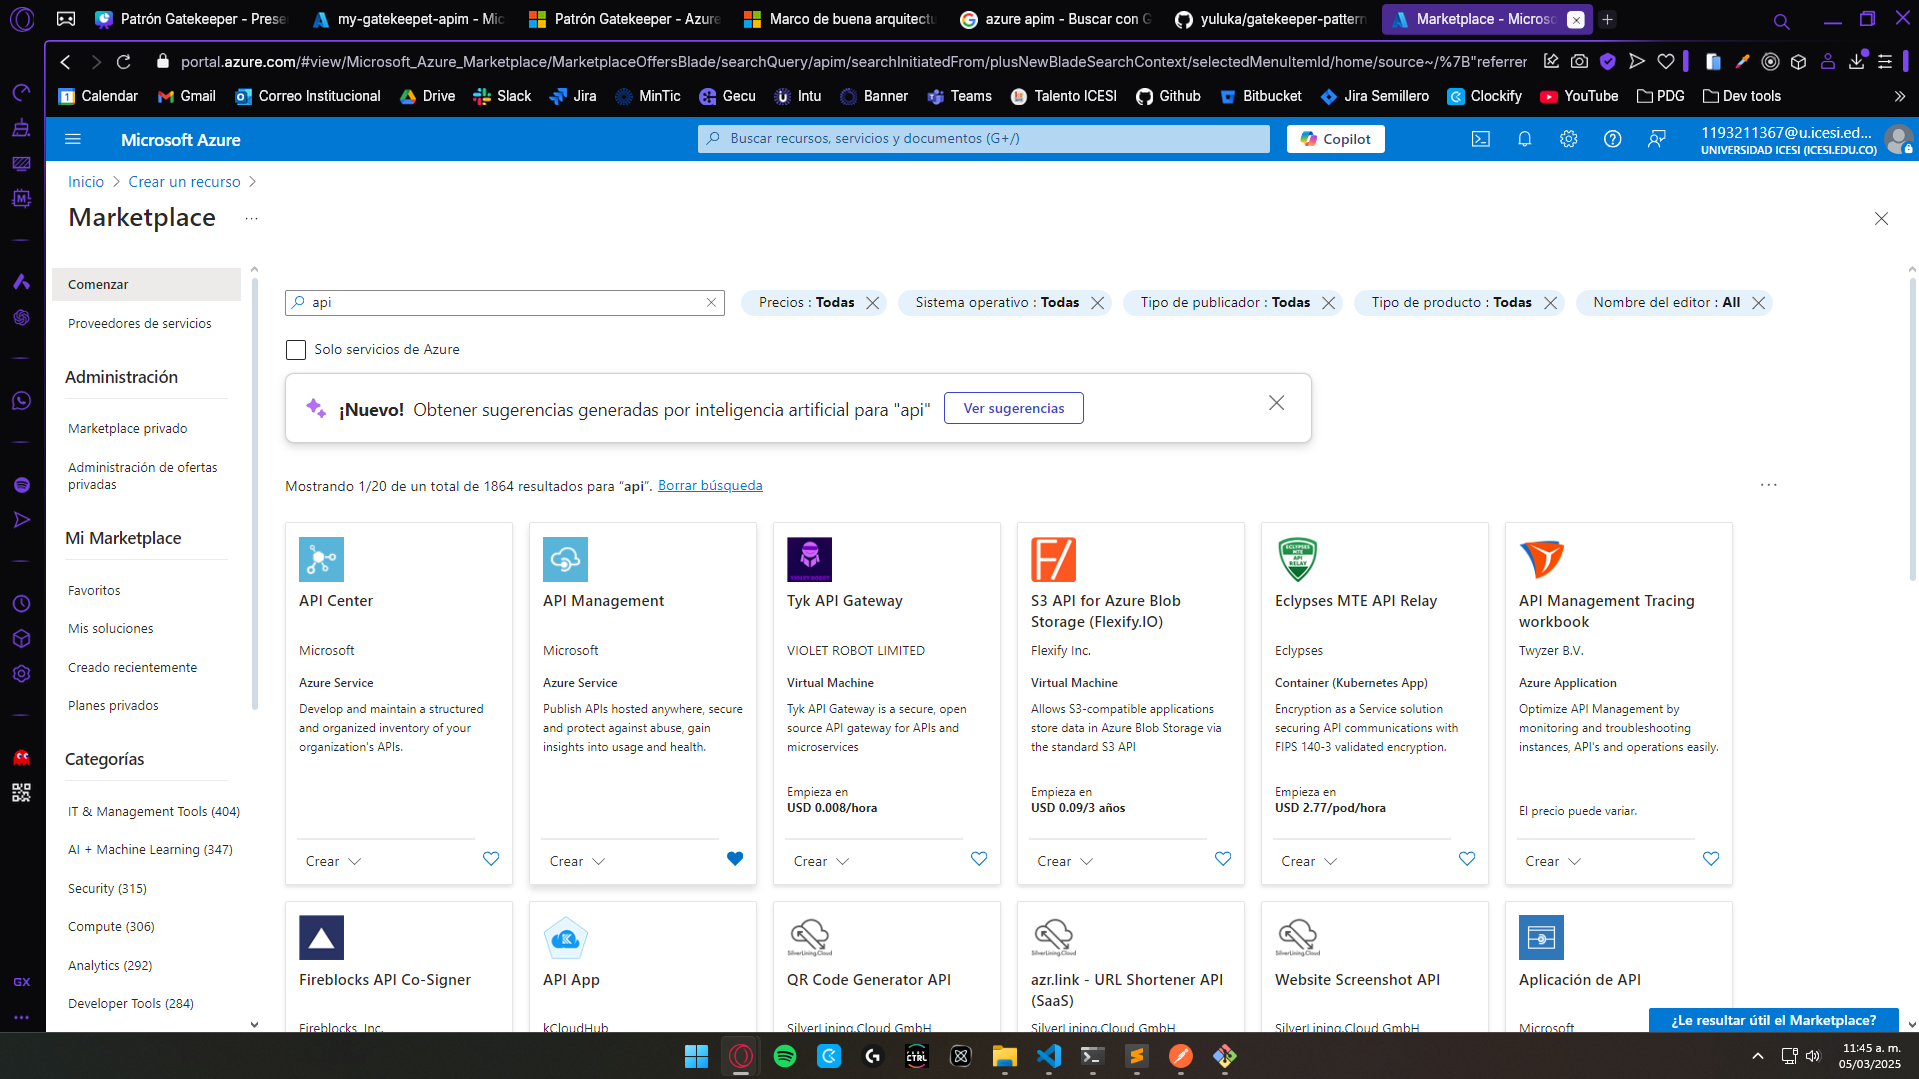 Patrón Gatekeeper - Prese
my-gatekeepet-apim - Mic
Patrón Gatekeeper - Azure
Marco de buena arquitectu
azure apim - Buscar con G
yuluka/gatekeeper-pattern
Marketplace - Microso
portal.azure.com/#view/Microsoft_Azure_Marketplace/MarketplaceOffersBlade/searchQuery/apim/searchInitiatedFrom/plusNewBladeSearchContext/selectedMenuItemId/home/source~/%7B"referrer
Calendar
Gmail
Correo Institucional
Drive
Slack
Jira
MinTic
Gecu
Intu
Banner
Teams
Talento ICESI
Github
Bitbucket
Jira Semillero
Clockify
YouTube
PDG
Dev tools
Microsoft Azure
Buscar recursos, servicios y documentos (G+/)
Copilot
1193211367@u.icesi.ed...
UNIVERSIDAD ICESI (ICESI.EDU.CO)
Inicio > Crear un recurso >
Marketplace ...
Comenzar
Proveedores de servicios
Administración
Marketplace privado
Administración de ofertas
privadas
Mi Marketplace
Favoritos
Mis soluciones
Creado recientemente
Planes privados
Categorías
IT & Management Tools (404)
AI + Machine Learning (347)
Security (315)
Compute (306)
Analytics (292)
Developer Tools (284)
api
Precios : Todas
Sistema operativo : Todas
Tipo de publicador : Todas
Tipo de producto : Todas
Nombre del editor : All
Solo servicios de Azure
¡Nuevo! Obtener sugerencias generadas por inteligencia artificial para "api"
Ver sugerencias
Mostrando 1/20 de un total de 1864 resultados para “api”. Borrar búsqueda
API Center
Microsoft
Azure Service
Develop and maintain a structured
and organized inventory of your
organization's APIs.
Crear
API Management
Microsoft
Azure Service
Publish APIs hosted anywhere, secure
and protect against abuse, gain
insights into usage and health.
Crear
VIOLET ROBOT
Tyk API Gateway
VIOLET ROBOT LIMITED
Virtual Machine
Tyk API Gateway is a secure, open
source API gateway for APIs and
microservices
Empieza en
USD 0.008/hora
Crear
F/
S3 API for Azure Blob
Storage (Flexify.IO)
Flexify Inc.
Virtual Machine
Allows S3-compatible applications
store data in Azure Blob Storage via
the standard S3 API
Empieza en
USD 0.09/3 años
Crear
ECLYPSES
MTE
API
RELAY
Eclypses MTE API Relay
Eclypses
Container (Kubernetes App)
Encryption as a Service solution
securing API communications with
FIPS 140-3 validated encryption.
Empieza en
USD 2.77/pod/hora
Crear
API Management Tracing
workbook
Twyzer B.V.
Azure Application
Optimize API Management by
monitoring and troubleshooting
instances, API's and operations easily.
El precio puede variar.
Crear
Fireblocks API Co-Signer
Fireblocks, Inc.
K
API App
kCloudHub
SilverLining.Cloud
QR Code Generator API
SilverLining.Cloud GmbH
SilverLining.Cloud
azr.link - URL Shortener API
(SaaS)
SilverLining.Cloud GmbH
SilverLining.Cloud
Website Screenshot API
SilverLining.Cloud GmbH
Aplicación de API
Microsoft
¿Le resultar útil el Marketplace?
GX
CTRL
11:45 a. m.
05/03/2025